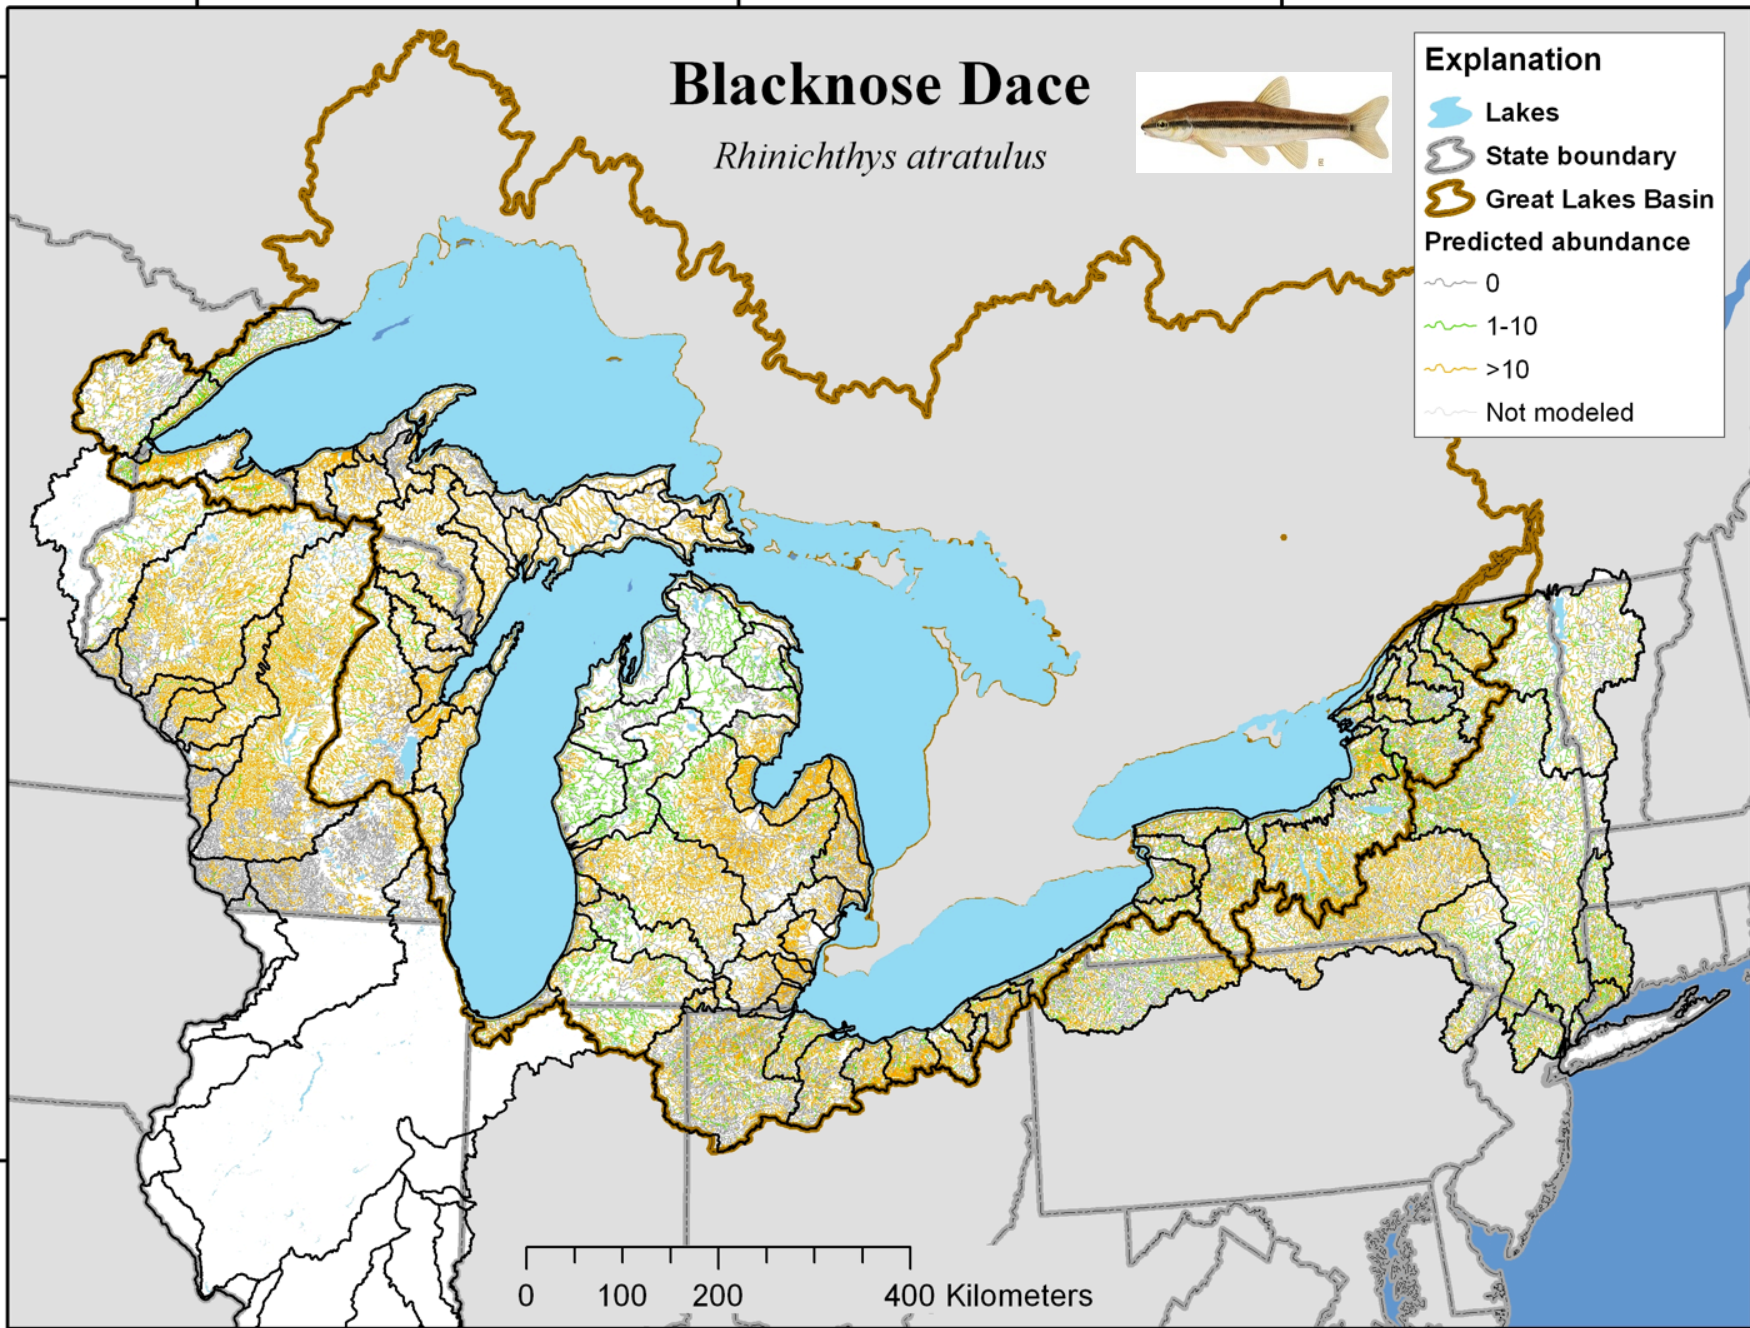 Blacknose Dace
Rhinichthys atratulus
Explanation
Lakes
State boundary
Great Lakes Basin
Predicted abundance
0
1-10
>10
Not modeled
0 100 200 400 Kilometers